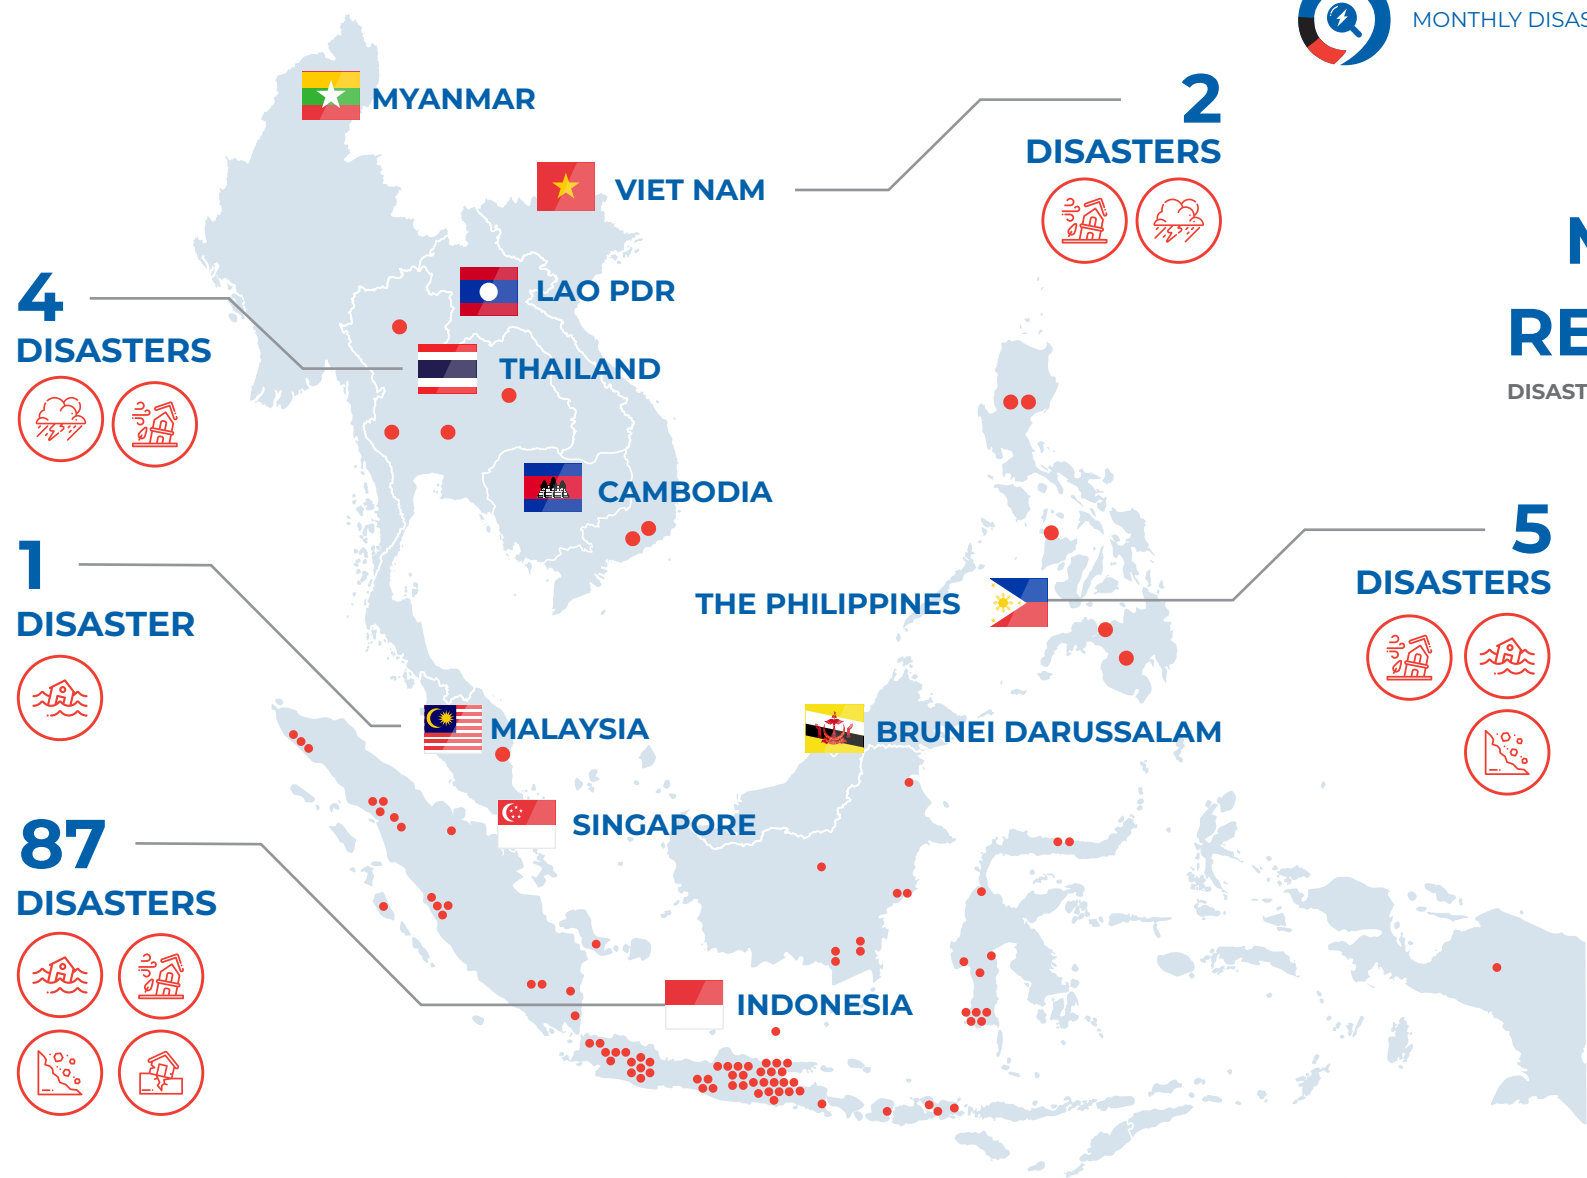 MONTHLY DISAS
MYANMAR
2
DISASTERS
VIET NAM
4
DISASTERS
LAO PDR
THAILAND
RE
DISAST
CAMBODIA
1
DISASTER
5
DISASTERS
THE PHILIPPINES
MALAYSIA
BRUNEI DARUSSALAM
87
DISASTERS
SINGAPORE
INDONESIA